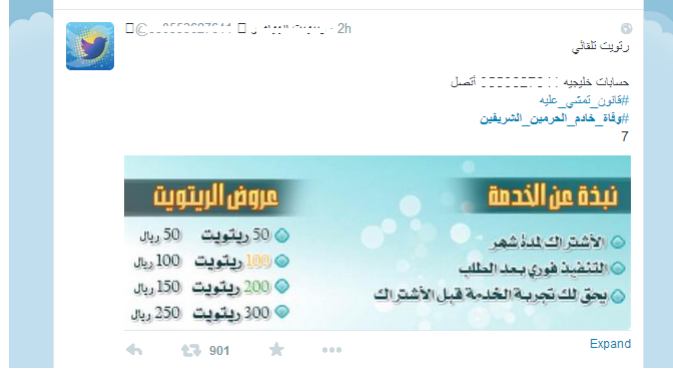 2h
رتويت تلقائي
حسابات خليجيه أتصل
#قانون_تمشي_عليه
#وفاة_خادم_الحرمين_الشريفين
7
نبذة عن الخدمة
الأشتراك لمدة شهر
التنفيذ فوري بعد الطلب
يحق لك تجربة الخدمة قبل الأشتراك
عروض الريتويت
50 ريتويت 50 ريال
100 ريتويت 100 ريال
200 ريتويت 150 ريال
300 ريتويت 250 ريال
901
Expand